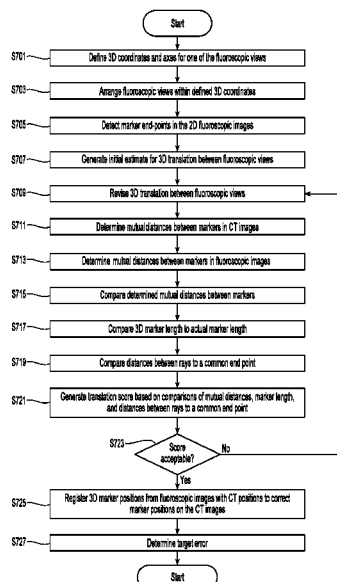 Start
S701
Define 3D coordinates and axes for one of the fluoroscopic views
S703
Arrange fluoroscopic views within defined 3D coordinates
S705
Detect marker end-points in the 2D fluoroscopic images
S707
Generate initial estimate for 3D translation between fluoroscopic views
S709
Revise 3D translation between fluoroscopic views
S711
Determine mutual distances between markers in CT images
S713
Determine mutual distances between markers in fluoroscopic images
S715
Compare determined mutual distances between markers
S717
Compare 3D marker length to actual marker length
S719
Compare distances between rays to a common end point
S721
Generate translation score based on comparisons of mutual distances, marker length,
and distances between rays to a common end point
S723
Score
acceptable?
No
Yes
S725
Register 3D marker positions from fluoroscopic images with CT positions to correct
marker positions on the CT images
S727
Determine target error
Start